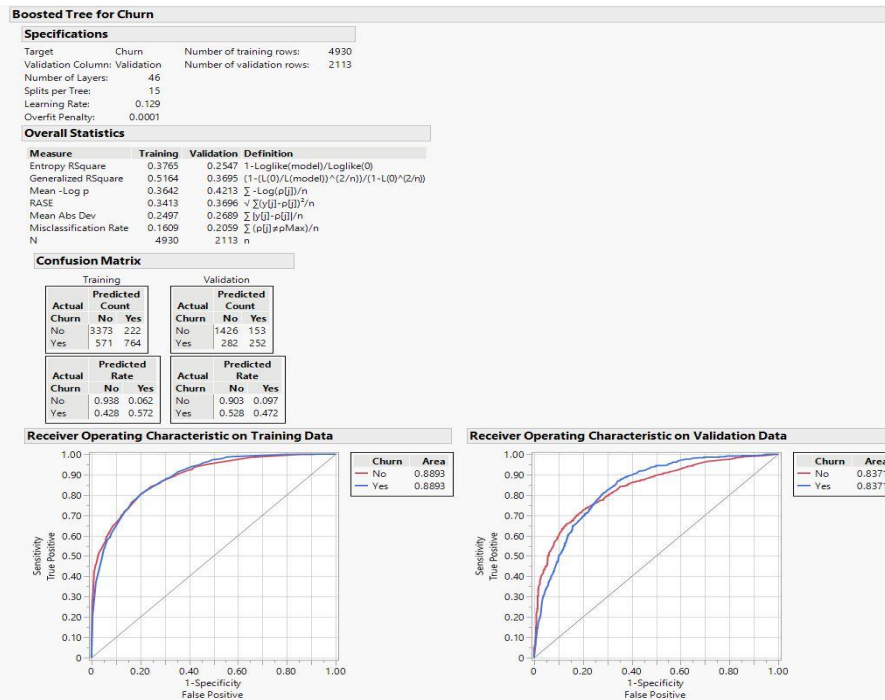 Boosted Tree for Churn
Specifications
Target Churn Number of training rows: 4930
Validation Column: Validation Number of validation rows: 2113
Number of Layers: 46
Splits per Tree: 15
Learning Rate: 0.129
Overfit Penalty: 0.0001
Overall Statistics
Measure Training Validation Definition
Entropy RSquare 0.3765 0.2547 1-Loglike(model)/Loglike(0)
Generalized RSquare 0.5164 0.3695 (1-(L(0)/L(model))^(2/n))/(1-L(0)^(2/n))
Mean -Log p 0.3642 0.4213 ∑ -Log(ρ[j])/n
RASE 0.3413 0.3696 √ ∑(y[j]-ρ[j])²/n
Mean Abs Dev 0.2497 0.2689 ∑ |y[j]-ρ[j]|/n
Misclassification Rate 0.1609 0.2059 ∑ (ρ[j]≠ρMax)/n
N 4930 2113 n
Confusion Matrix
Training Validation
Predicted Predicted
Actual Count Actual Count
Churn No Yes Churn No Yes
No 3373 222 No 1426 153
Yes 571 764 Yes 282 252
Predicted Predicted
Actual Rate Actual Rate
Churn No Yes Churn No Yes
No 0.938 0.062 No 0.903 0.097
Yes 0.428 0.572 Yes 0.528 0.472
Receiver Operating Characteristic on Training Data
1.00
0.90
0.80
0.70
0.60
0.50
0.40
0.30
0.20
0.10
0
Sensitivity
True Positive
0 0.20 0.40 0.60 0.80 1.00
1-Specificity
False Positive
Churn Area
No 0.8893
Yes 0.8893
Receiver Operating Characteristic on Validation Data
1.00
0.90
0.80
0.70
0.60
0.50
0.40
0.30
0.20
0.10
0
Sensitivity
True Positive
0 0.20 0.40 0.60 0.80 1.00
1-Specificity
False Positive
Churn Area
No 0.8371
Yes 0.8371